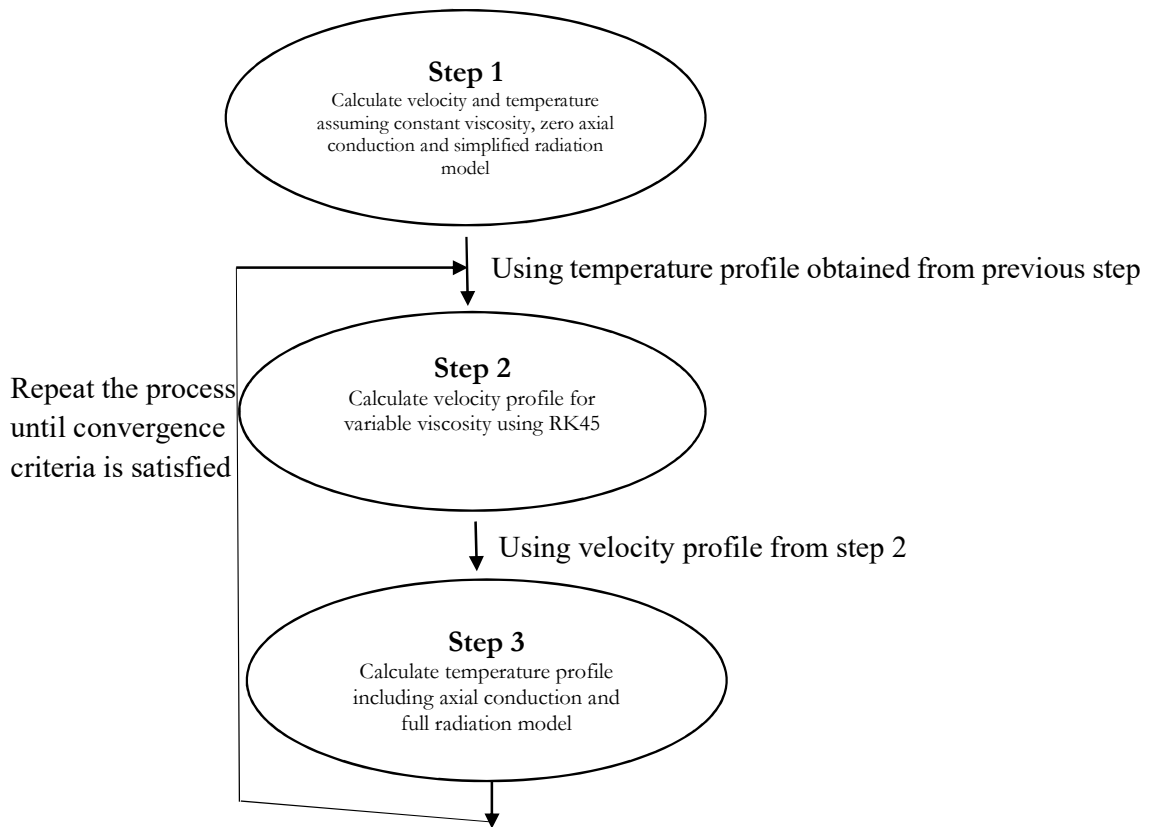 Step 1
Calculate velocity and temperature
assuming constant viscosity, zero axial
conduction and simplified radiation
model
Using temperature profile obtained from previous step
Step 2
Calculate velocity profile for
variable viscosity using RK45
Repeat the process
until convergence
criteria is satisfied
Using velocity profile from step 2
Step 3
Calculate temperature profile
including axial conduction and
full radiation model